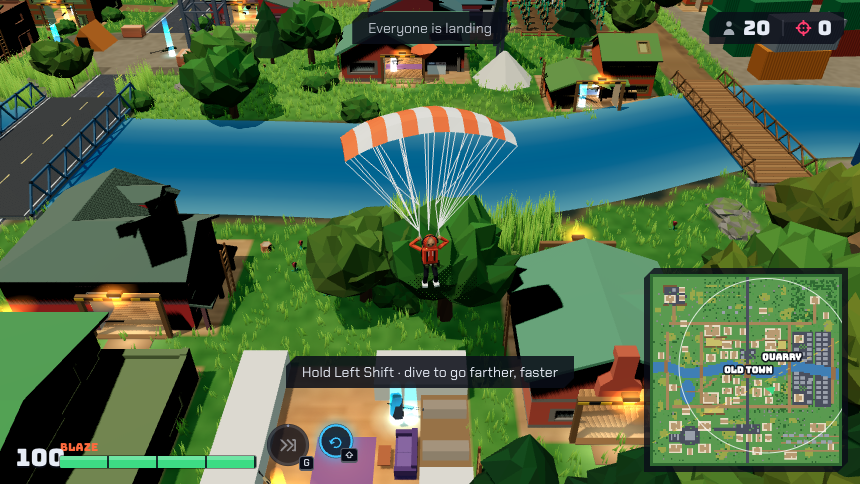 Everyone is landing
20
0
QUARRY
OLD TOWN
Hold Left Shift · dive to go farther, faster
BLAZE
100
G